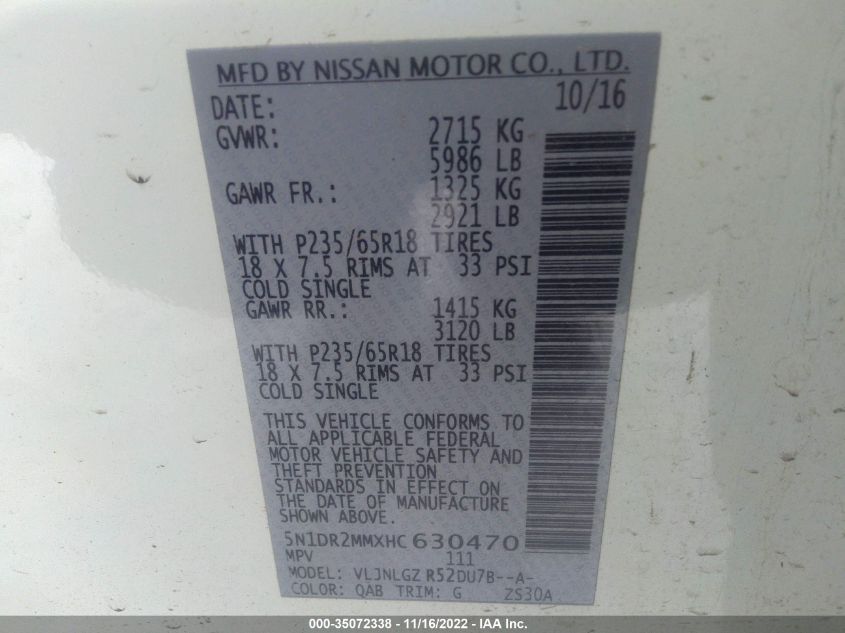 MFD BY NISSAN MOTOR CO., LTD.
DATE: 10/16
GVWR: 2715 KG
5986 LB
GAWR FR.: 1325 KG
2921 LB
WITH P235/65R18 TIRES
18 X 7.5 RIMS AT 33 PSI
COLD SINGLE
GAWR RR.: 1415 KG
3120 LB
WITH P235/65R18 TIRES
18 X 7.5 RIMS AT 33 PSI
COLD SINGLE
THIS VEHICLE CONFORMS TO
ALL APPLICABLE FEDERAL
MOTOR VEHICLE SAFETY AND
THEFT PREVENTION
STANDARDS IN EFFECT ON
THE DATE OF MANUFACTURE
SHOWN ABOVE.
5N1DR2MMXHC630470
MPV 111
MODEL: VLJNLGZ R52DU7B--A-
COLOR: QAB TRIM: G ZS30A
000-35072338 - 11/16/2022 - IAA Inc.